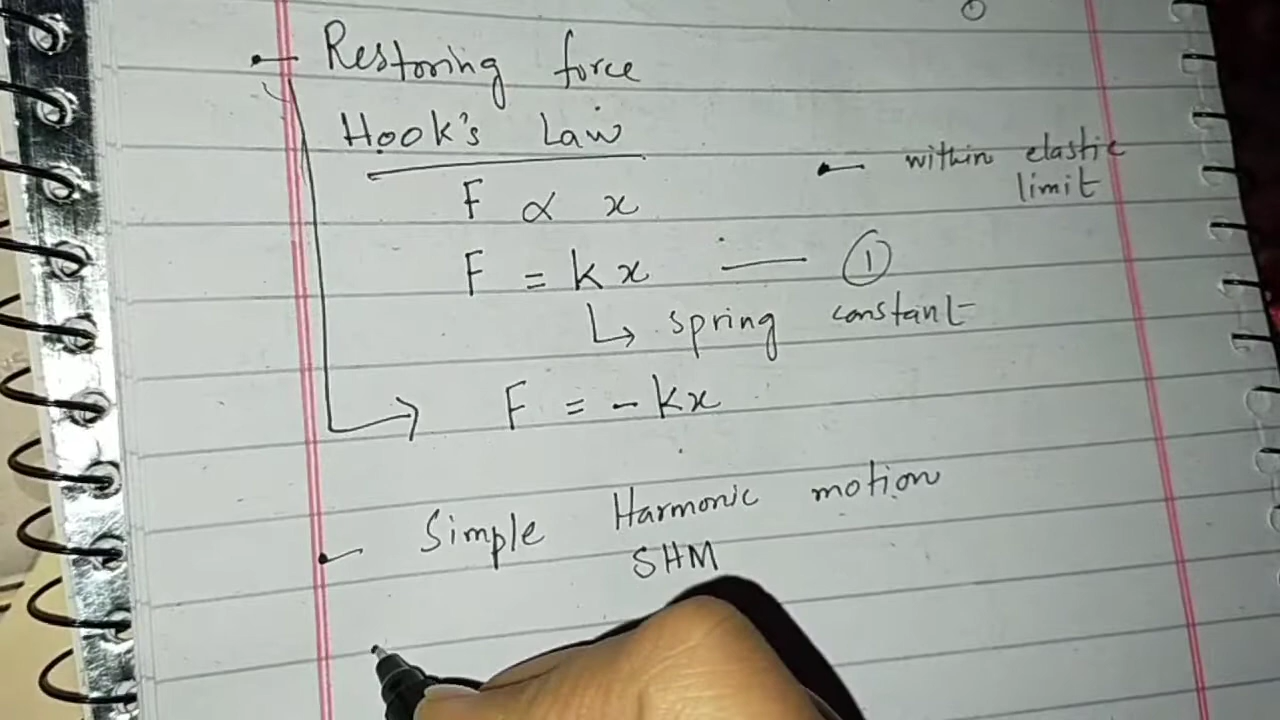 Restoring force
Hook's Law
within elastic
limit
F ∝ x
F = kx — ①
↳ spring constant
→ F = -kx
Simple Harmonic motion
SHM